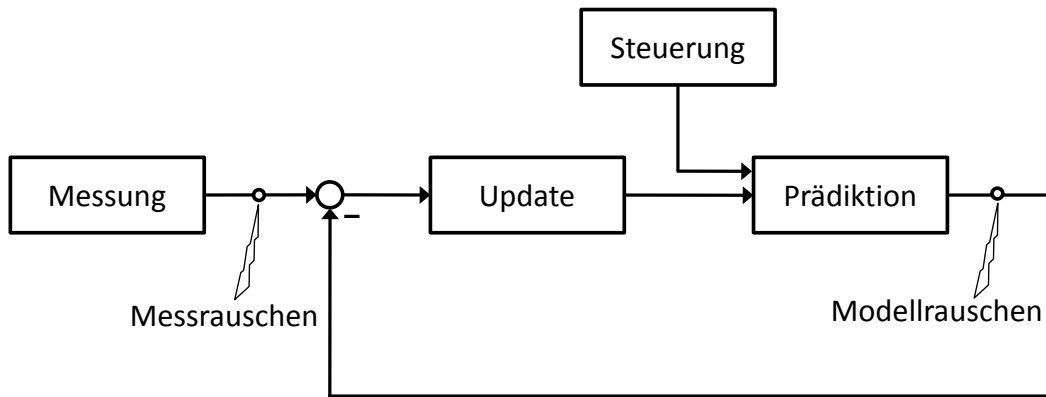 Steuerung
Messung
Update
Prädiktion
–
Messrauschen
Modellrauschen